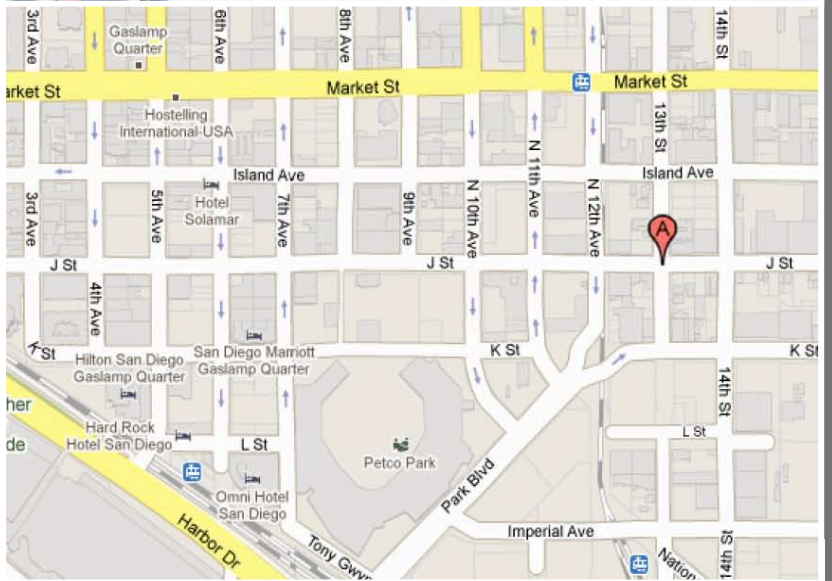 3rd Ave
6th Ave
8th Ave
14th St
Gaslamp
Quarter
arket St
Market St
Market St
Hostelling
International-USA
13th St
N 11th Ave
Island Ave
Island Ave
3rd Ave
5th Ave
Hotel
Solamar
7th Ave
9th Ave
N 10th Ave
N 12th Ave
A
J St
J St
J St
4th Ave
K St
Hilton San Diego
Gaslamp Quarter
San Diego Marriott
Gaslamp Quarter
K St
K St
14th St
her
de
Hard Rock
Hotel San Diego
L St
L St
Petco Park
Omni Hotel
San Diego
Park Blvd
Harbor Dr
Imperial Ave
Tony Gwyn
Nation
14th St